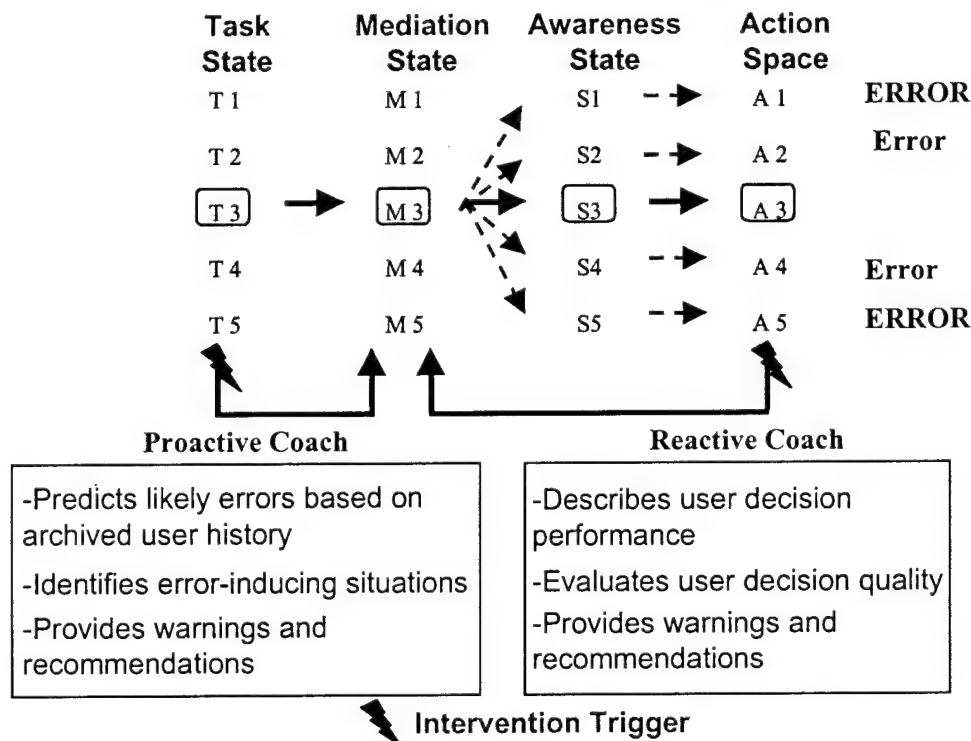 Task Mediation Awareness Action
State State State Space
T 1 M 1 S1 A 1 ERROR
T 2 M 2 S2 A 2 Error
T 3 M 3 S3 A 3
T 4 M 4 S4 A 4 Error
T 5 M 5 S5 A 5 ERROR
Proactive Coach
-Predicts likely errors based on
archived user history
-Identifies error-inducing situations
-Provides warnings and
recommendations
Reactive Coach
-Describes user decision
performance
-Evaluates user decision quality
-Provides warnings and
recommendations
Intervention Trigger